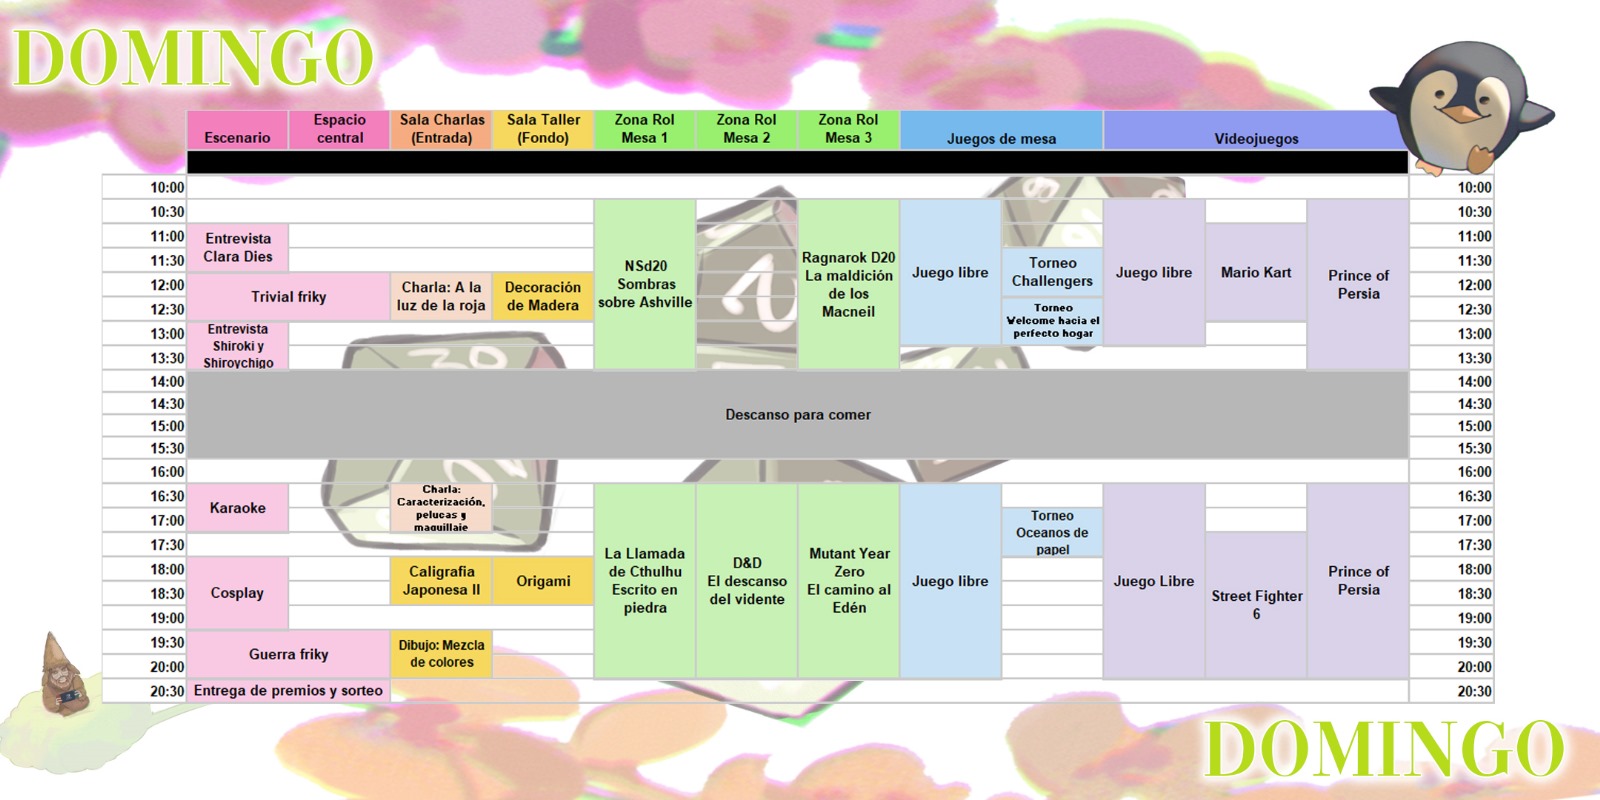 DOMINGO
Escenario
Espacio
central
Sala Charlas
(Entrada)
Sala Taller
(Fondo)
Zona Rol
Mesa 1
Zona Rol
Mesa 2
Zona Rol
Mesa 3
Juegos de mesa
Videojuegos
10:00 10:00
10:30 10:30
11:00 11:00
11:30 11:30
12:00 12:00
12:30 12:30
13:00 13:00
13:30 13:30
Entrevista
Clara Dies
Trivial friky
Entrevista
Shiroki y
Shiroychigo
Charla: A la
luz de la roja
Decoración
de Madera
NSd20
Sombras
sobre Ashville
Ragnarok D20
La maldición
de los
Macneil
Juego libre
Torneo
Challengers
Torneo
Welcome hacia el
perfecto hogar
Juego libre
Mario Kart
Prince of
Persia
14:00 14:00
14:30 14:30
15:00 15:00
15:30 15:30
Descanso para comer
16:00 16:00
16:30 16:30
17:00 17:00
17:30 17:30
18:00 18:00
18:30 18:30
19:00 19:00
19:30 19:30
20:00 20:00
20:30 20:30
Karaoke
Cosplay
Guerra friky
Entrega de premios y sorteo
Charla:
Caracterización,
pelucas y
maquillaje
Caligrafia
Japonesa II
Dibujo: Mezcla
de colores
Origami
La Llamada
de Cthulhu
Escrito en
piedra
D&D
El descanso
del vidente
Mutant Year
Zero
El camino al
Edén
Juego libre
Torneo
Oceanos de
papel
Juego Libre
Street Fighter
6
Prince of
Persia
30
2
DOMINGO